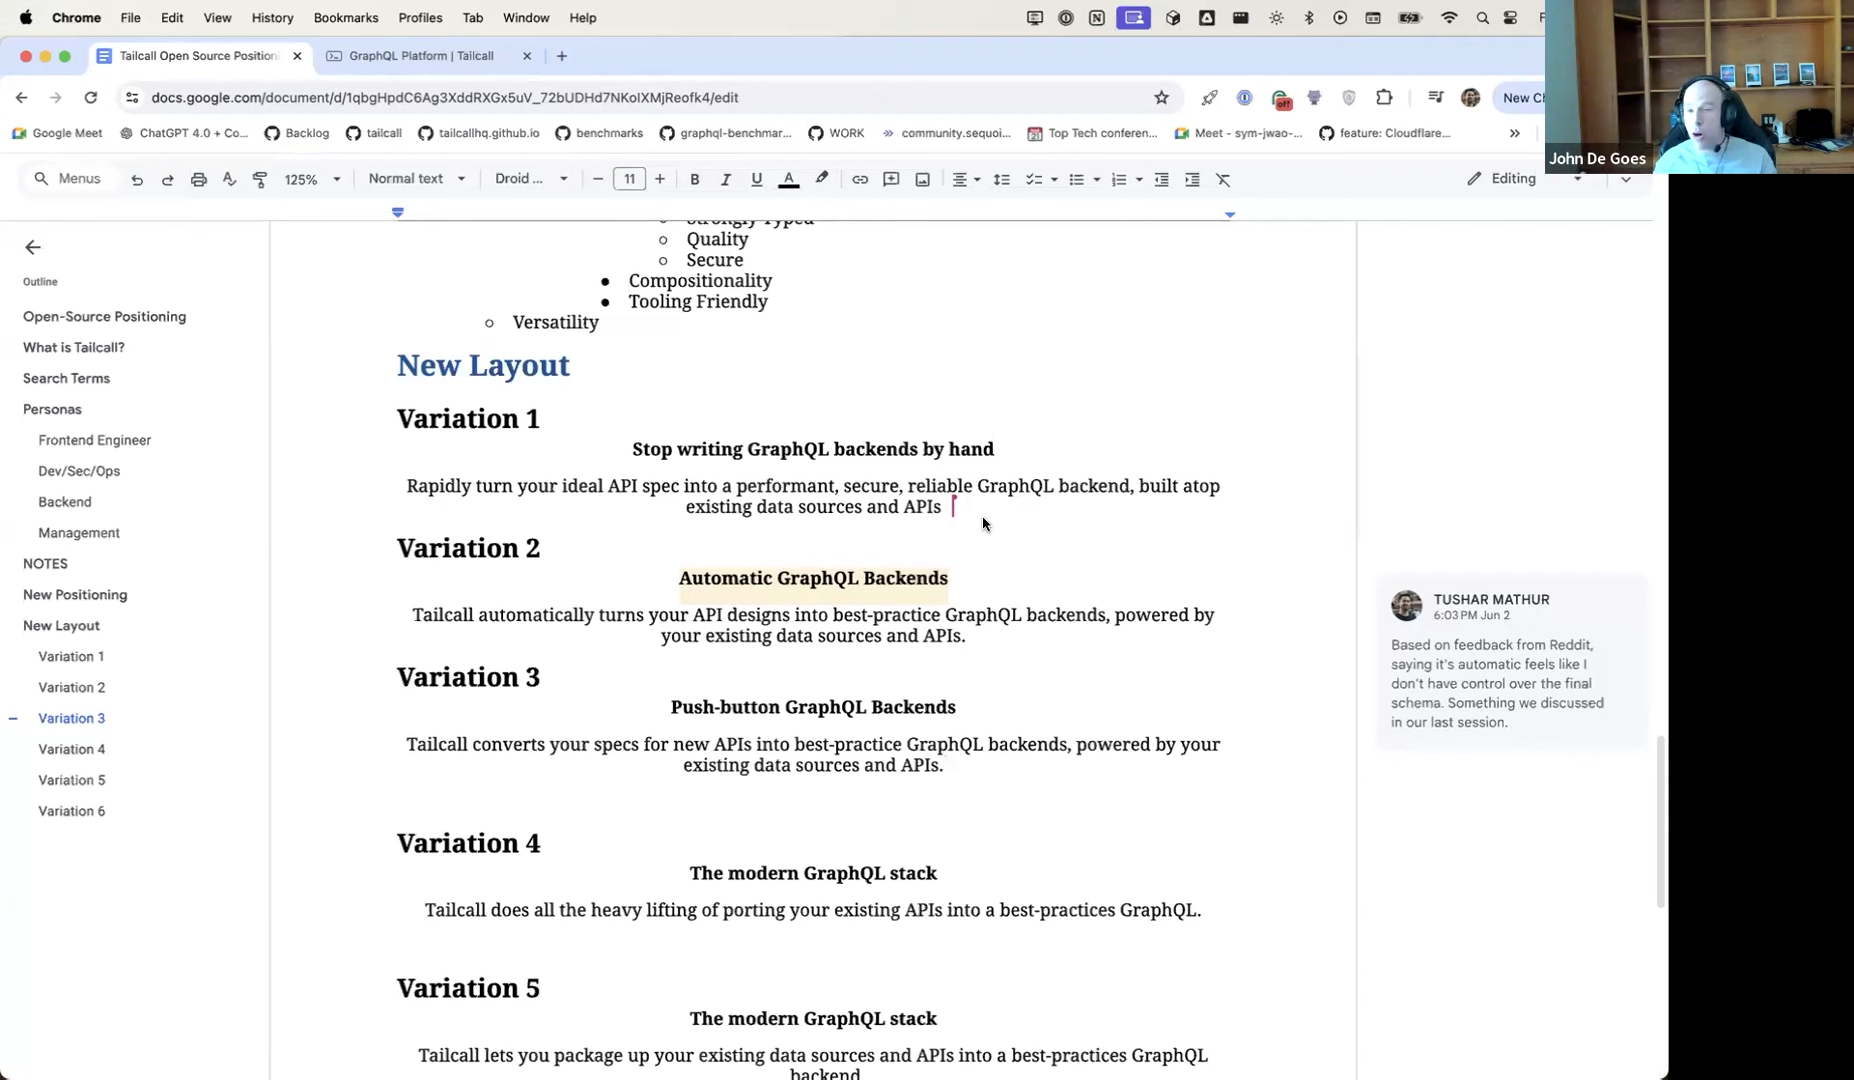 Chrome File Edit View History Bookmarks Profiles Tab Window Help
Tailcall Open Source Position
GraphQL Platform | Tailcall
docs.google.com/document/d/1qbgHpdC6Ag3XddRXGx5uV_72bUDHd7NKolXMjReofk4/edit
New Ch
Google Meet ChatGPT 4.0 + Co... Backlog tailcall tailcallhq.github.io benchmarks graphql-benchmar... WORK community.sequoi... Top Tech conferen... Meet - sym-jwao-... feature: Cloudflare...
John De Goes
Menus 125% Normal text Droid ... 11 Editing
Outline
Open-Source Positioning
What is Tailcall?
Search Terms
Personas
Frontend Engineer
Dev/Sec/Ops
Backend
Management
NOTES
New Positioning
New Layout
Variation 1
Variation 2
Variation 3
Variation 4
Variation 5
Variation 6
Strongly Typed
Quality
Secure
Compositionality
Tooling Friendly
Versatility
New Layout
Variation 1
Stop writing GraphQL backends by hand
Rapidly turn your ideal API spec into a performant, secure, reliable GraphQL backend, built atop
existing data sources and APIs
Variation 2
Automatic GraphQL Backends
Tailcall automatically turns your API designs into best-practice GraphQL backends, powered by
your existing data sources and APIs.
Variation 3
Push-button GraphQL Backends
Tailcall converts your specs for new APIs into best-practice GraphQL backends, powered by your
existing data sources and APIs.
Variation 4
The modern GraphQL stack
Tailcall does all the heavy lifting of porting your existing APIs into a best-practices GraphQL.
Variation 5
The modern GraphQL stack
Tailcall lets you package up your existing data sources and APIs into a best-practices GraphQL
backend.
TUSHAR MATHUR
6:03 PM Jun 2
Based on feedback from Reddit,
saying it's automatic feels like I
don't have control over the final
schema. Something we discussed
in our last session.